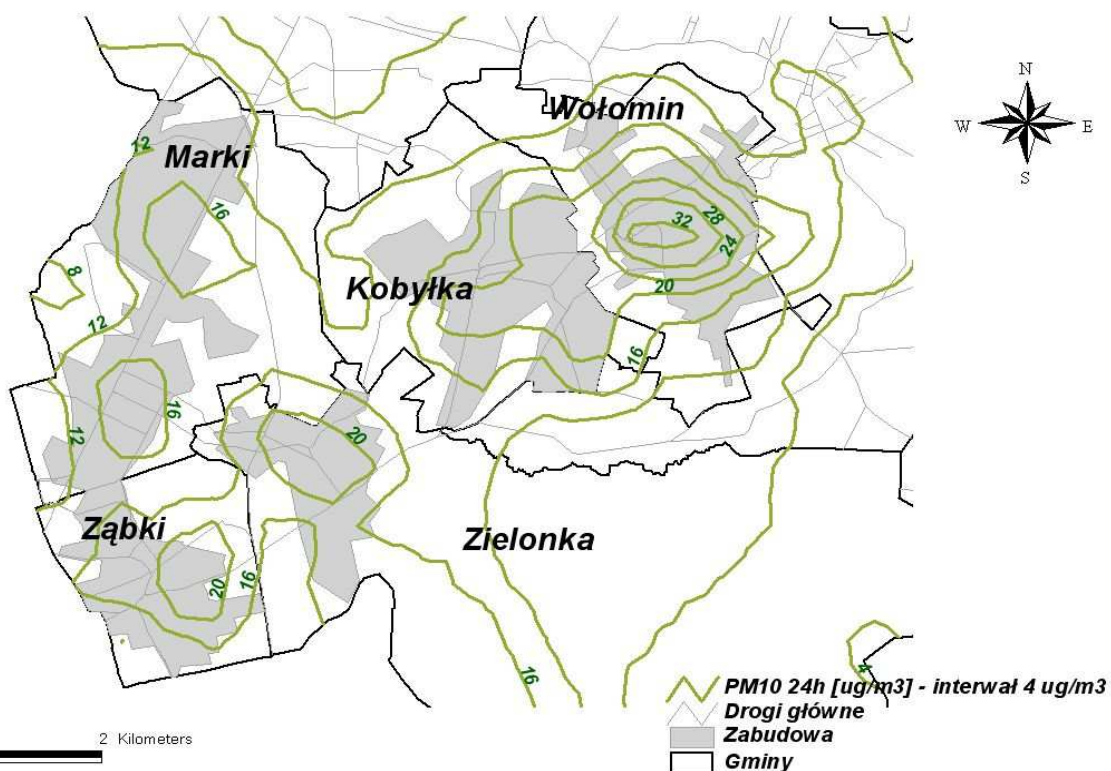 N
W E
S
Wołomin
Marki
12
16
32
28
24
8
Kobyłka
20
12
16
16
12
20
Ząbki
Zielonka
20
16
16
4
PM10 24h [ug/m3] - interwał 4 ug/m3
Drogi główne
Zabudowa
Gminy
2 Kilometers